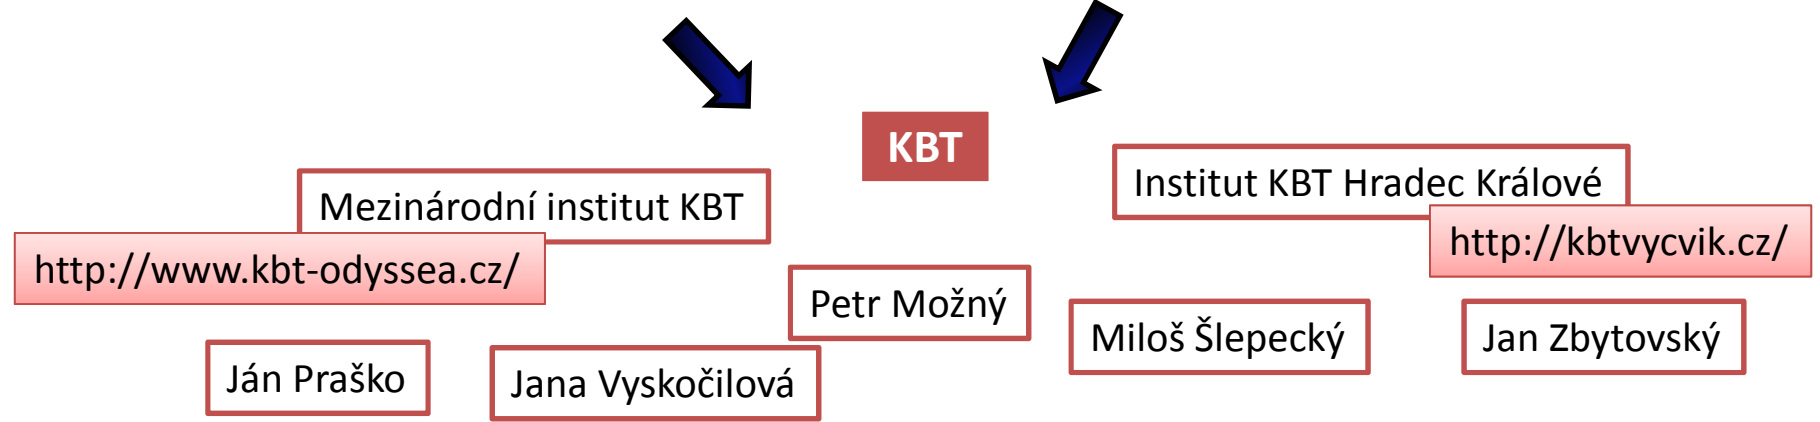 KBT
Mezinárodní institut KBT
http://www.kbt-odyssea.cz/
Institut KBT Hradec Králové
http://kbtvycvik.cz/
Petr Možný
Miloš Šlepecký
Jan Zbytovský
Ján Praško
Jana Vyskočilová